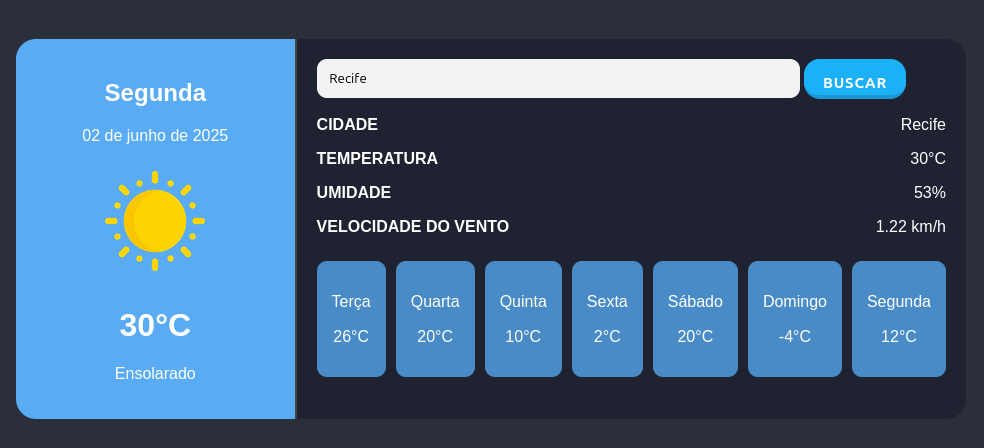 Segunda
02 de junho de 2025
30°C
Ensolarado
Recife BUSCAR
CIDADE Recife
TEMPERATURA 30°C
UMIDADE 53%
VELOCIDADE DO VENTO 1.22 km/h
Terça Quarta Quinta Sexta Sábado Domingo Segunda
26°C 20°C 10°C 2°C 20°C -4°C 12°C